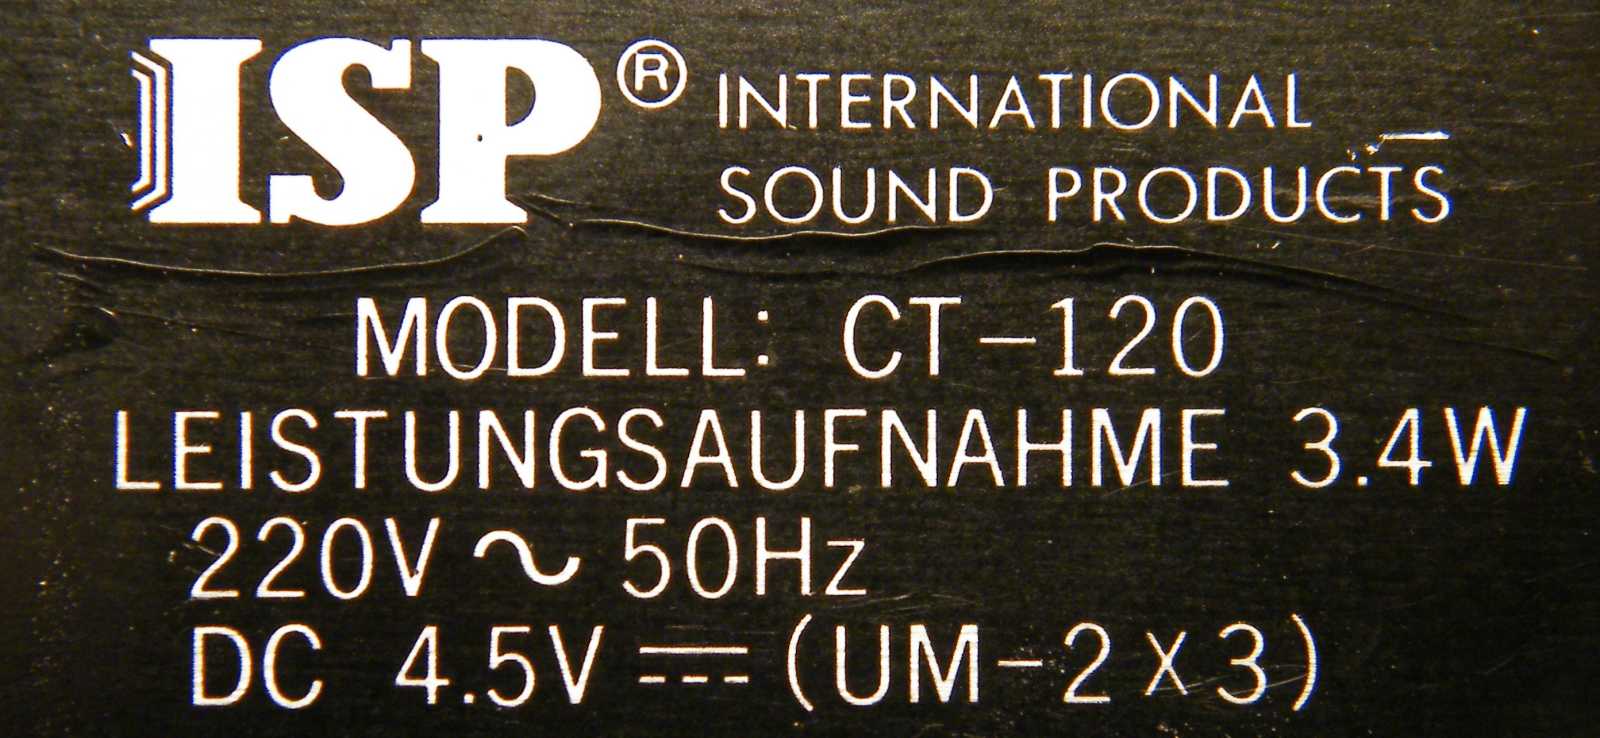 ISP® INTERNATIONAL
SOUND PRODUCTS
MODELL: CT-120
LEISTUNGSAUFNAHME 3.4W
220V ~ 50Hz
DC 4.5V ⎓ (UM-2×3)